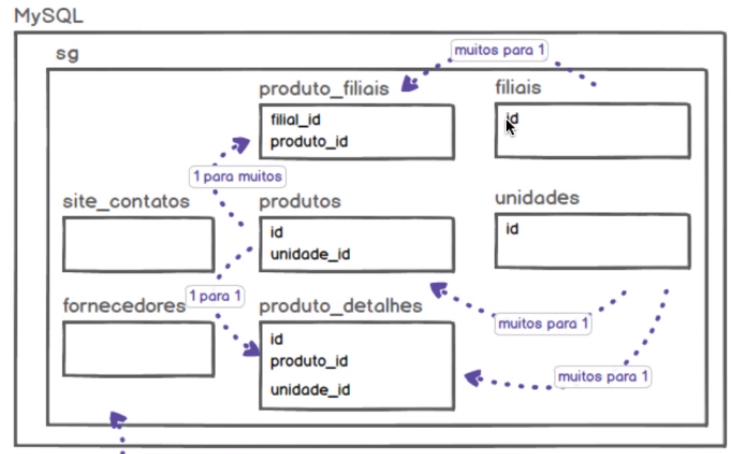 MySQL
sg
muitos para 1
produto_filiais
filiais
filial_id
produto_id
id
1 para muitos
site_contatos
produtos
unidades
id
unidade_id
id
fornecedores
1 para 1
produto_detalhes
muitos para 1
id
produto_id
unidade_id
muitos para 1